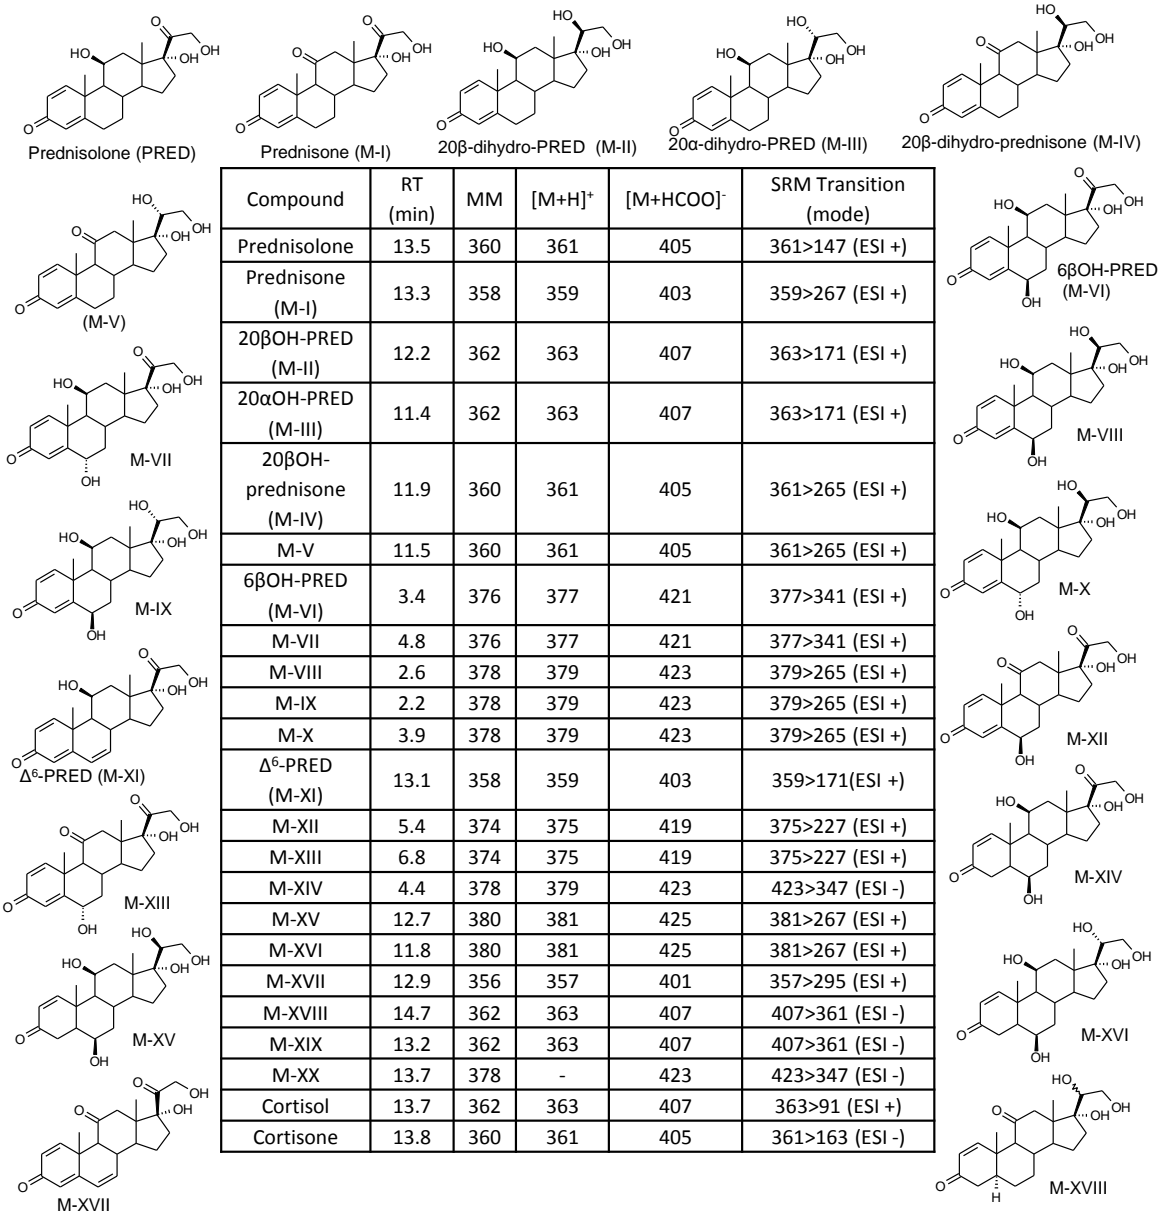 Prednisolone (PRED)
Prednisone (M-I)
20β-dihydro-PRED (M-II)
20α-dihydro-PRED (M-III)
20β-dihydro-prednisone (M-IV)
(M-V)
M-VII
M-IX
Δ⁶-PRED (M-XI)
M-XIII
M-XV
M-XVII
Compound RT (min) MM [M+H]⁺ [M+HCOO]⁻ SRM Transition (mode)
Prednisolone 13.5 360 361 405 361>147 (ESI +)
Prednisone (M-I) 13.3 358 359 403 359>267 (ESI +)
20βOH-PRED (M-II) 12.2 362 363 407 363>171 (ESI +)
20αOH-PRED (M-III) 11.4 362 363 407 363>171 (ESI +)
20βOH-prednisone (M-IV) 11.9 360 361 405 361>265 (ESI +)
M-V 11.5 360 361 405 361>265 (ESI +)
6βOH-PRED (M-VI) 3.4 376 377 421 377>341 (ESI +)
M-VII 4.8 376 377 421 377>341 (ESI +)
M-VIII 2.6 378 379 423 379>265 (ESI +)
M-IX 2.2 378 379 423 379>265 (ESI +)
M-X 3.9 378 379 423 379>265 (ESI +)
Δ⁶-PRED (M-XI) 13.1 358 359 403 359>171(ESI +)
M-XII 5.4 374 375 419 375>227 (ESI +)
M-XIII 6.8 374 375 419 375>227 (ESI +)
M-XIV 4.4 378 379 423 423>347 (ESI -)
M-XV 12.7 380 381 425 381>267 (ESI +)
M-XVI 11.8 380 381 425 381>267 (ESI +)
M-XVII 12.9 356 357 401 357>295 (ESI +)
M-XVIII 14.7 362 363 407 407>361 (ESI -)
M-XIX 13.2 362 363 407 407>361 (ESI -)
M-XX 13.7 378 - 423 423>347 (ESI -)
Cortisol 13.7 362 363 407 363>91 (ESI +)
Cortisone 13.8 360 361 405 361>163 (ESI -)
6βOH-PRED
(M-VI)
M-VIII
M-X
M-XII
M-XIV
M-XVI
M-XVIII